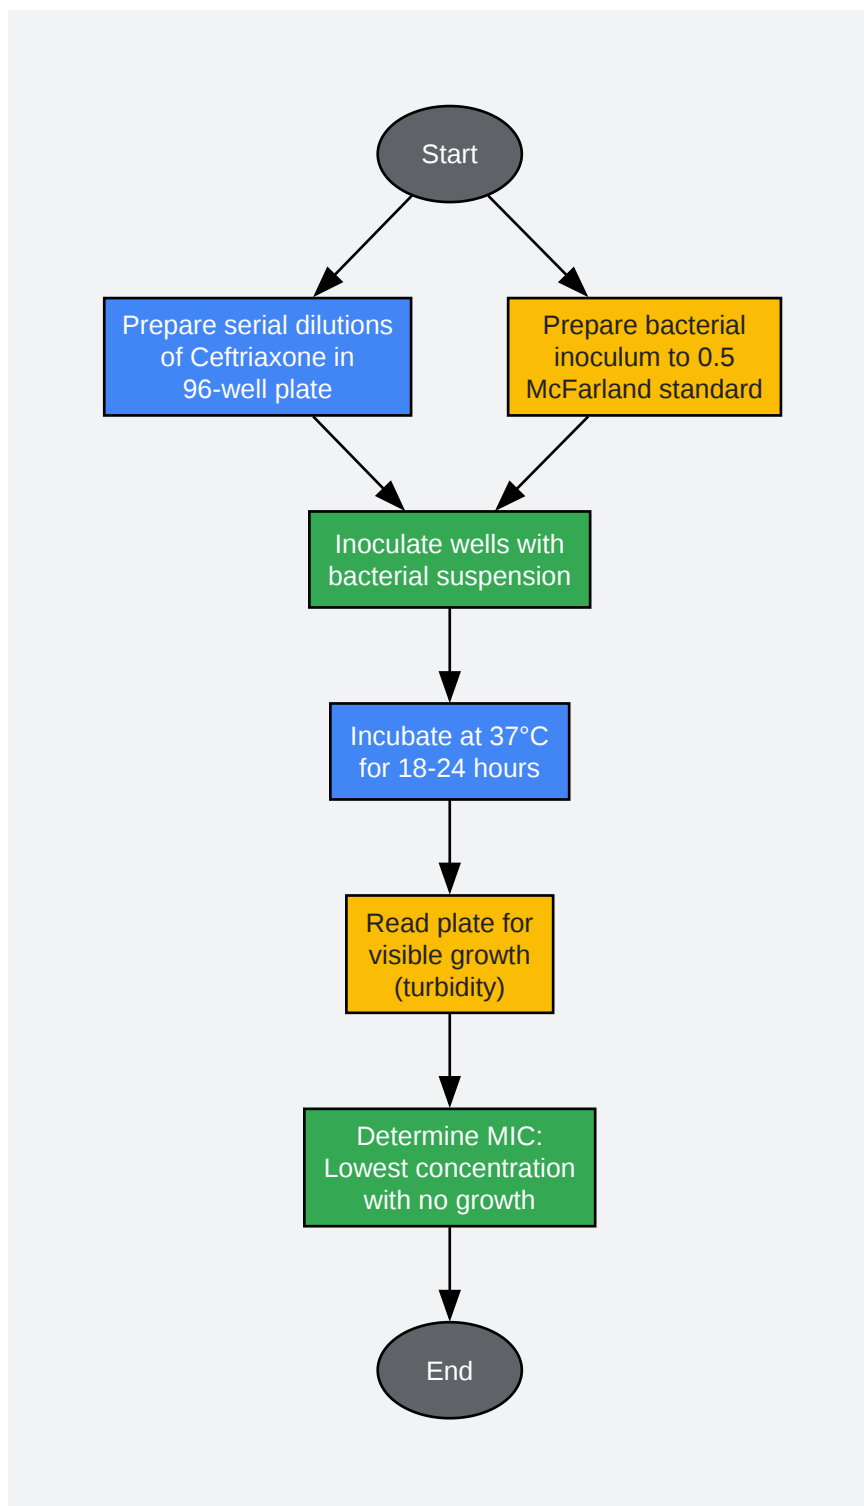 Start
Prepare serial dilutions
of Ceftriaxone in
96-well plate
Prepare bacterial
inoculum to 0.5
McFarland standard
Inoculate wells with
bacterial suspension
Incubate at 37°C
for 18-24 hours
Read plate for
visible growth
(turbidity)
Determine MIC:
Lowest concentration
with no growth
End